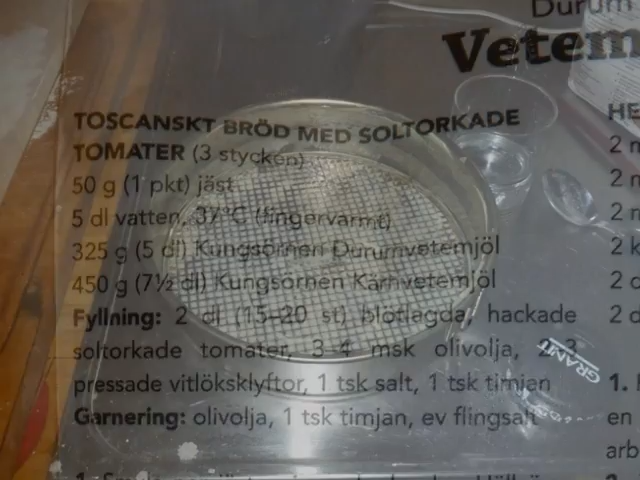 Durum
Vetem
TOSCANSKT BRÖD MED SOLTORKADE
TOMATER (3 stycken)
50 g (1 pkt) jäst
5 dl vatten, 37°C (fingervarmt)
325 g (5 dl) Kungsörnen Durumvetemjöl
450 g (7½ dl) Kungsörnen Kärnvetemjöl
Fyllning: 2 dl (15–20 st) blötlagda, hackade
soltorkade tomater, 3–4 msk olivolja, 2–3
pressade vitlöksklyftor, 1 tsk salt, 1 tsk timjan
Garnering: olivolja, 1 tsk timjan, ev flingsalt
HE
2 m
2 m
2 m
2 k
2 d
2 d
GRANIT
1.
en
arb